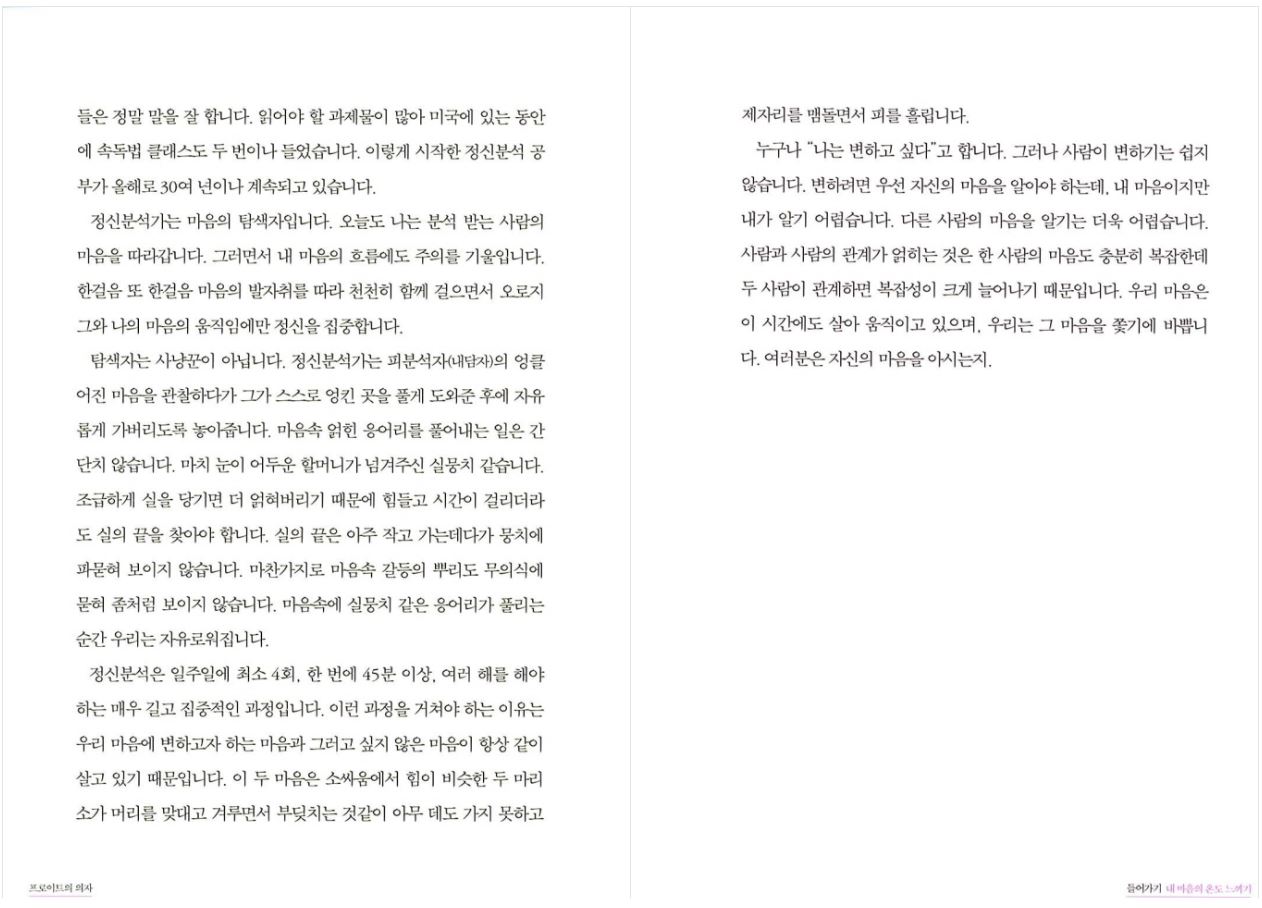 들은 정말 말을 잘 합니다. 읽어야 할 과제물이 많아 미국에 있는 동안
에 속독법 클래스도 두 번이나 들었습니다. 이렇게 시작한 정신분석 공
부가 올해로 30여 년이나 계속되고 있습니다.
정신분석가는 마음의 탐색자입니다. 오늘도 나는 분석 받는 사람의
마음을 따라갑니다. 그러면서 내 마음의 흐름에도 주의를 기울입니다.
한걸음 또 한걸음 마음의 발자취를 따라 천천히 함께 걸으면서 오로지
그와 나의 마음의 움직임에만 정신을 집중합니다.
탐색자는 사냥꾼이 아닙니다. 정신분석가는 피분석자(내담자)의 엉클
어진 마음을 관찰하다가 그가 스스로 엉킨 곳을 풀게 도와준 후에 자유
롭게 가버리도록 놓아줍니다. 마음속 얽힌 응어리를 풀어내는 일은 간
단치 않습니다. 마치 눈이 어두운 할머니가 넘겨주신 실뭉치 같습니다.
조급하게 실을 당기면 더 얽혀버리기 때문에 힘들고 시간이 걸리더라
도 실의 끝을 찾아야 합니다. 실의 끝은 아주 작고 가는데다가 뭉치에
파묻혀 보이지 않습니다. 마찬가지로 마음속 갈등의 뿌리도 무의식에
묻혀 좀처럼 보이지 않습니다. 마음속에 실뭉치 같은 응어리가 풀리는
순간 우리는 자유로워집니다.
정신분석은 일주일에 최소 4회, 한 번에 45분 이상, 여러 해를 해야
하는 매우 길고 집중적인 과정입니다. 이런 과정을 거쳐야 하는 이유는
우리 마음에 변하고자 하는 마음과 그러고 싶지 않은 마음이 항상 같이
살고 있기 때문입니다. 이 두 마음은 소싸움에서 힘이 비슷한 두 마리
소가 머리를 맞대고 겨루면서 부딪치는 것같이 아무 데도 가지 못하고
프로이트의 의자
제자리를 맴돌면서 피를 흘립니다.
누구나 “나는 변하고 싶다”고 합니다. 그러나 사람이 변하기는 쉽지
않습니다. 변하려면 우선 자신의 마음을 알아야 하는데, 내 마음이지만
내가 알기 어렵습니다. 다른 사람의 마음을 알기는 더욱 어렵습니다.
사람과 사람의 관계가 얽히는 것은 한 사람의 마음도 충분히 복잡한데
두 사람이 관계하면 복잡성이 크게 늘어나기 때문입니다. 우리 마음은
이 시간에도 살아 움직이고 있으며, 우리는 그 마음을 쫓기에 바쁩니
다. 여러분은 자신의 마음을 아시는지.
들어가기 내 마음의 온도 느끼기